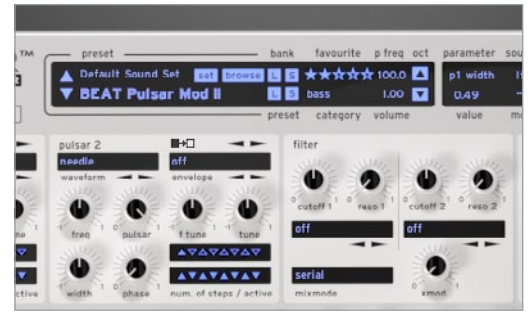 TM preset bank favourite p freq oct parameter
Default Sound Set set browse L S 100.0 p1 width
BEAT Pulsar Mod II L S bass 1.00 0.49
preset category volume value
pulsar 2
needle off
waveform envelope
freq pulsar f tune tune
width phase num. of steps / active
active
filter
cutoff 1 reso 1 cutoff 2 reso 2
off off
serial
mixmode xmod